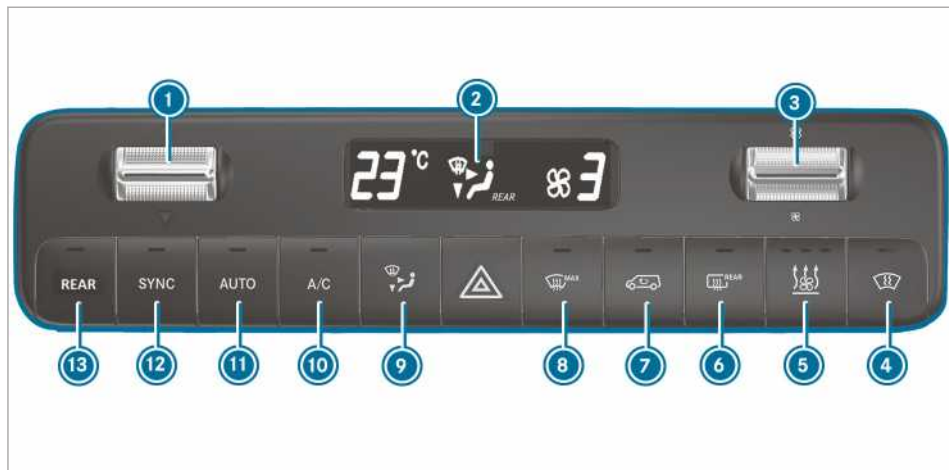 1 2 3
23 °C REAR 3
REAR SYNC AUTO A/C MAX REAR
13 12 11 10 9 8 7 6 5 4